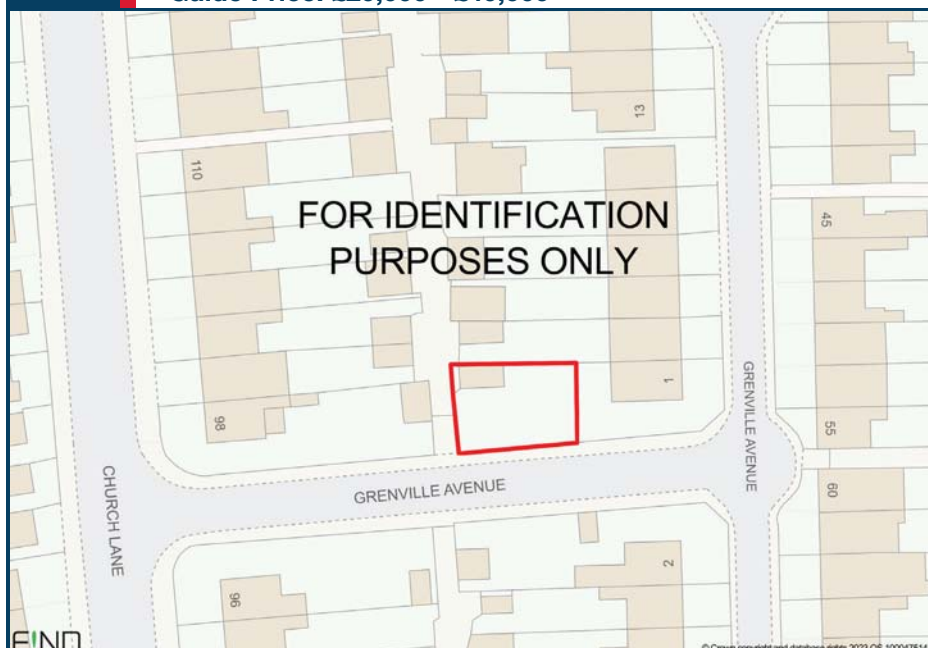 13
110
FOR IDENTIFICATION
PURPOSES ONLY
45
1
98
GRENVILLE AVENUE
55
GRENVILLE AVENUE
60
CHURCH LANE
2
96